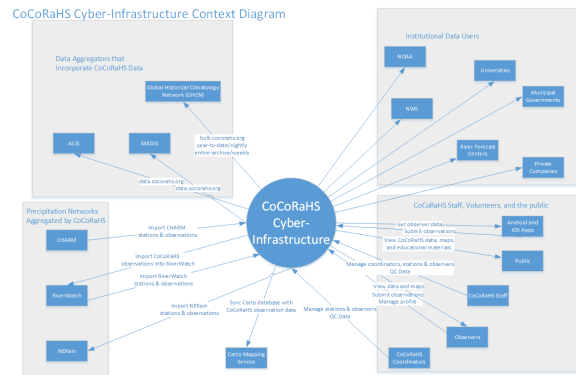 CoCoRaHS Cyber-Infrastructure Context Diagram
Data Aggregators that
Incorporate CoCoRaHS Data
Global Historical Climatology
Network (GHCN)
ACIS
MADIS
bulk.cocorahs.org
year-to-date/nightly
entire-archive/weekly
data.cocorahs.org
data.cocorahs.org
Institutional Data Users
NOAA
Universities
NWS
Municipal
Governments
River Forecast
Centers
Private
Companies
CoCoRaHS
Cyber-
Infrastructure
Precipitation Networks
Aggregated by CoCoRaHS
CHARM
RiverWatch
NERain
Import CHARM
stations & observations
Import CoCoRaHS
observations into RiverWatch
Import RiverWatch
stations & observations
Import NERain
stations & observations
Sync Carto database with
CoCoRaHS observation data
Carto Mapping
Service
CoCoRaHS Staff, Volunteers, and the public
Get observer data
Submit observations
Android and
iOS Apps
View CoCoRaHS data, maps,
and educational materials
Public
Manage coordinators, stations & observers
QC Data
CoCoRaHS Staff
View data and maps
Submit observations
Manage profile
Observers
Manage stations & observers
QC Data
CoCoRaHS
Coordinators